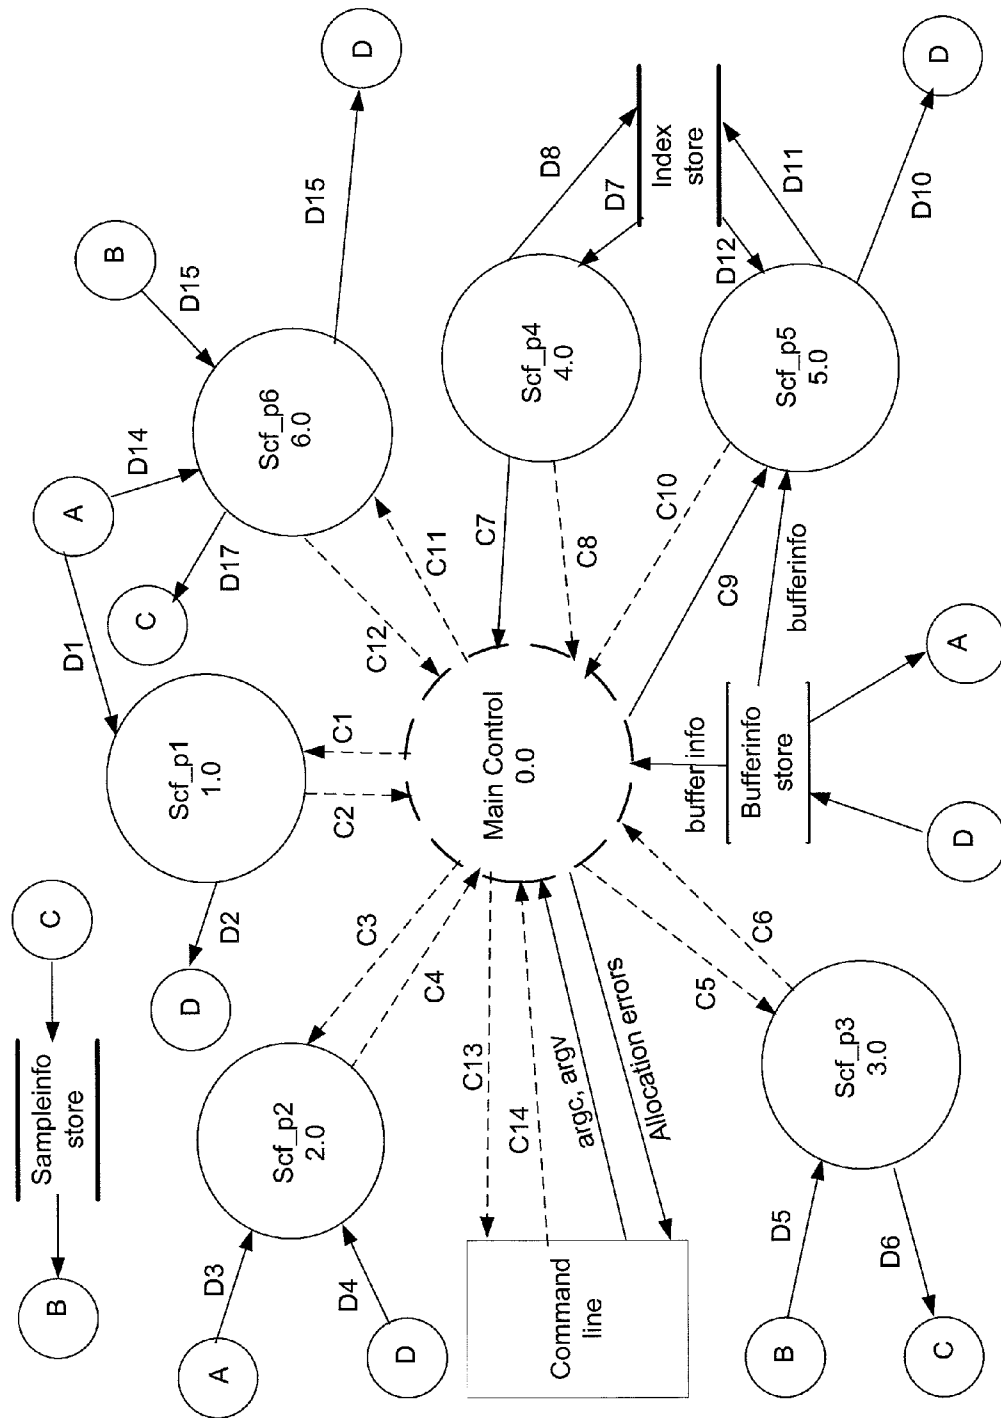 B
Sampleinfo
store
C
D1
A
D14
B
D15
D15
D
C
D17
Scf_p6
6.0
D
D2
Scf_p1
1.0
A
D3
Scf_p2
2.0
D4
D
C3
C4
C2
C1
C12
C11
C13
C14
argc, argv
Allocation errors
Command
line
Main Control
0.0
C7
C8
Scf_p4
4.0
D7
D8
Index
store
C5
C6
buffer info
Bufferinfo
store
bufferinfo
C9
C10
Scf_p5
5.0
D12
D11
D10
D
B
D5
D6
C
Scf_p3
3.0
D
A